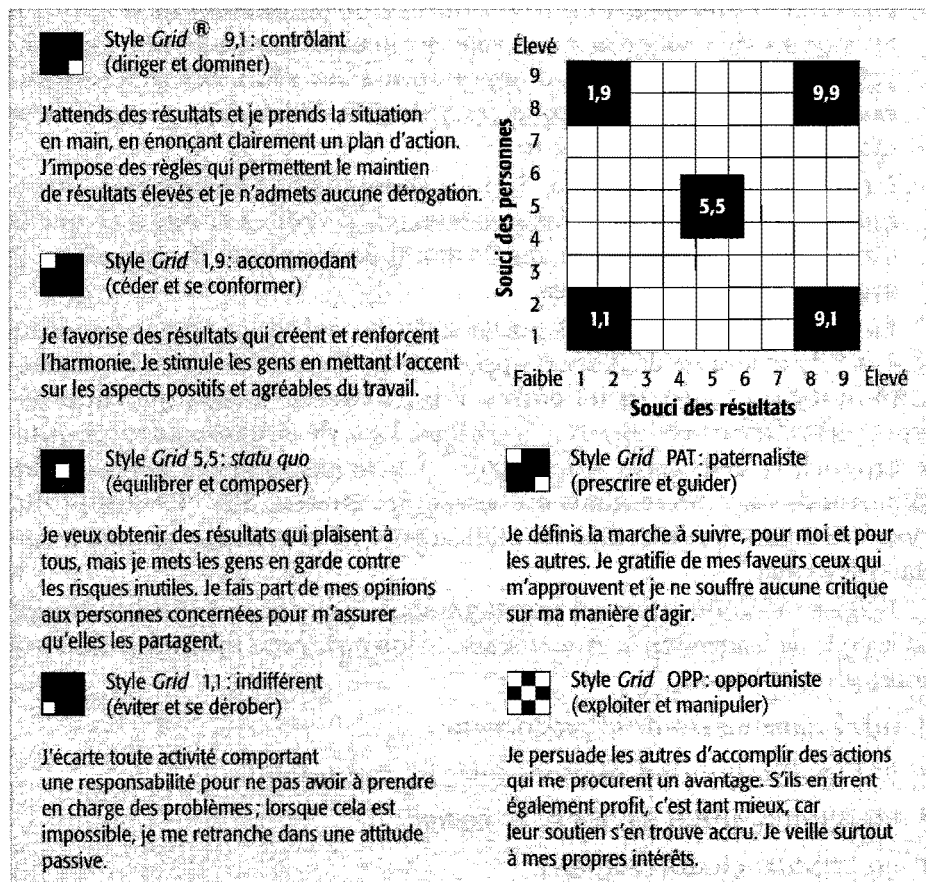 Style Grid® 9,1 : contrôlant
(diriger et dominer)
J'attends des résultats et je prends la situation
en main, en énonçant clairement un plan d'action.
J'impose des règles qui permettent le maintien
de résultats élevés et je n'admets aucune dérogation.
Style Grid 1,9 : accommodant
(céder et se conformer)
Je favorise des résultats qui créent et renforcent
l'harmonie. Je stimule les gens en mettant l'accent
sur les aspects positifs et agréables du travail.
Élevé
9
8
7
6
5
4
3
2
1
Souci des personnes
1,9
9,9
5,5
1,1
9,1
Faible 1 2 3 4 5 6 7 8 9 Élevé
Souci des résultats
Style Grid 5,5 : statu quo
(équilibrer et composer)
Je veux obtenir des résultats qui plaisent à
tous, mais je mets les gens en garde contre
les risques inutiles. Je fais part de mes opinions
aux personnes concernées pour m'assurer
qu'elles les partagent.
Style Grid 1,1 : indifférent
(éviter et se dérober)
J'écarte toute activité comportant
une responsabilité pour ne pas avoir à prendre
en charge des problèmes ; lorsque cela est
impossible, je me retranche dans une attitude
passive.
Style Grid PAT : paternaliste
(prescrire et guider)
Je définis la marche à suivre, pour moi et pour
les autres. Je gratifie de mes faveurs ceux qui
m'approuvent et je ne souffre aucune critique
sur ma manière d'agir.
Style Grid OPP : opportuniste
(exploiter et manipuler)
Je persuade les autres d'accomplir des actions
qui me procurent un avantage. S'ils en tirent
également profit, c'est tant mieux, car
leur soutien s'en trouve accru. Je veille surtout
à mes propres intérêts.